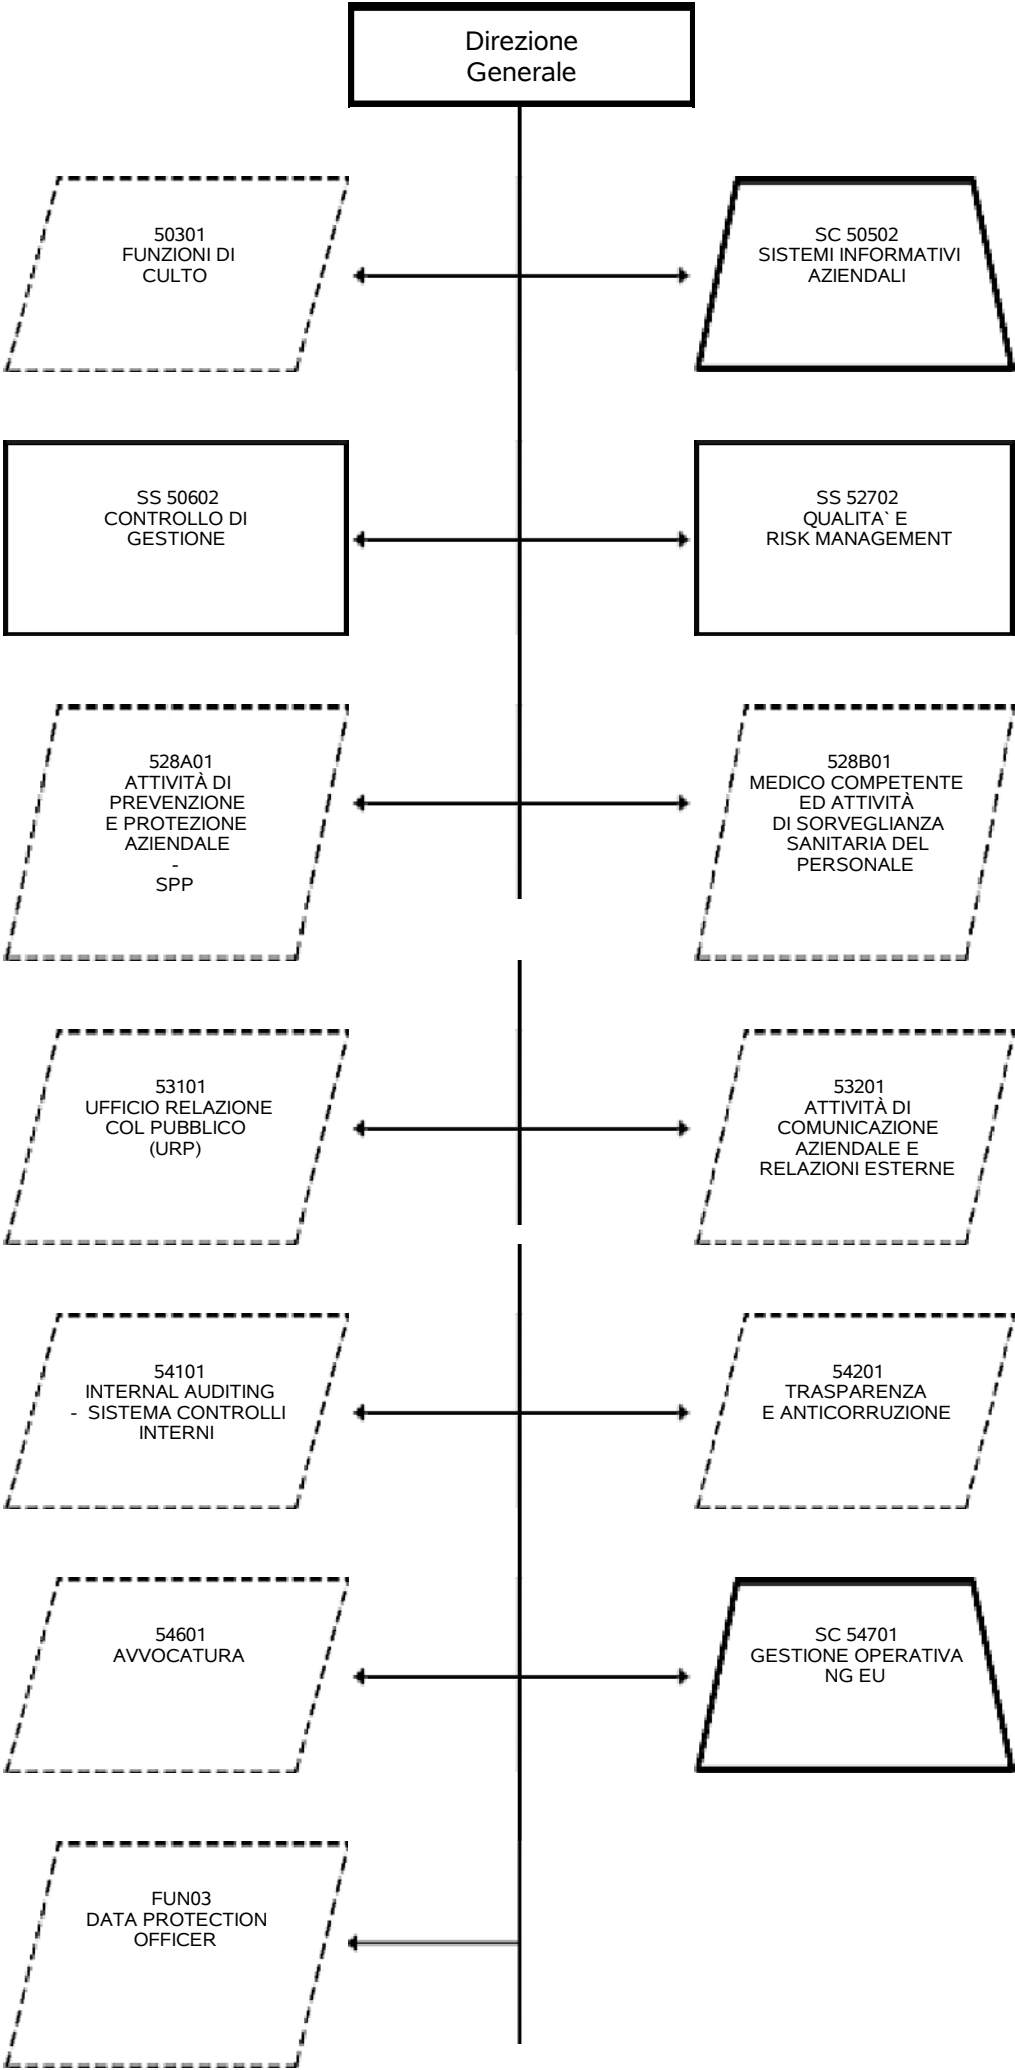 Direzione
Generale
50301
FUNZIONI DI
CULTO
SC 50502
SISTEMI INFORMATIVI
AZIENDALI
SS 50602
CONTROLLO DI
GESTIONE
SS 52702
QUALITA` E
RISK MANAGEMENT
528A01
ATTIVITÀ DI
PREVENZIONE
E PROTEZIONE
AZIENDALE
-
SPP
528B01
MEDICO COMPETENTE
ED ATTIVITÀ
DI SORVEGLIANZA
SANITARIA DEL
PERSONALE
53101
UFFICIO RELAZIONE
COL PUBBLICO
(URP)
53201
ATTIVITÀ DI
COMUNICAZIONE
AZIENDALE E
RELAZIONI ESTERNE
54101
INTERNAL AUDITING
- SISTEMA CONTROLLI
INTERNI
54201
TRASPARENZA
E ANTICORRUZIONE
54601
AVVOCATURA
SC 54701
GESTIONE OPERATIVA
NG EU
FUN03
DATA PROTECTION
OFFICER